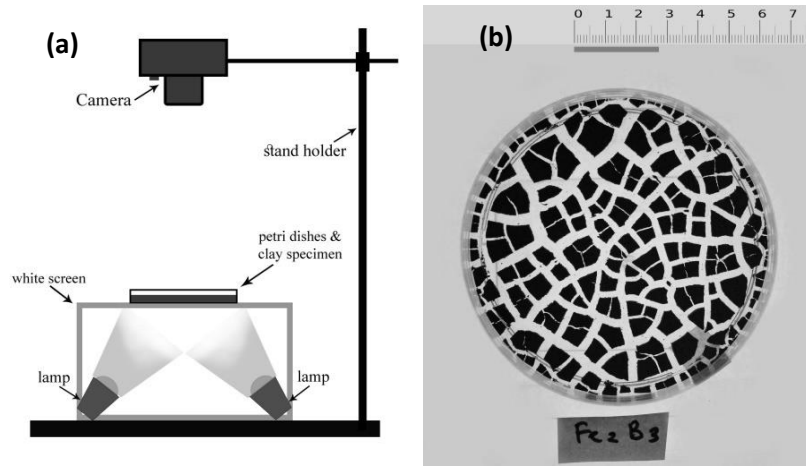 (a)
Camera
stand holder
petri dishes &
clay specimen
white screen
lamp
lamp
(b)
0 1 2 3 4 5 6 7
Fe2 B3